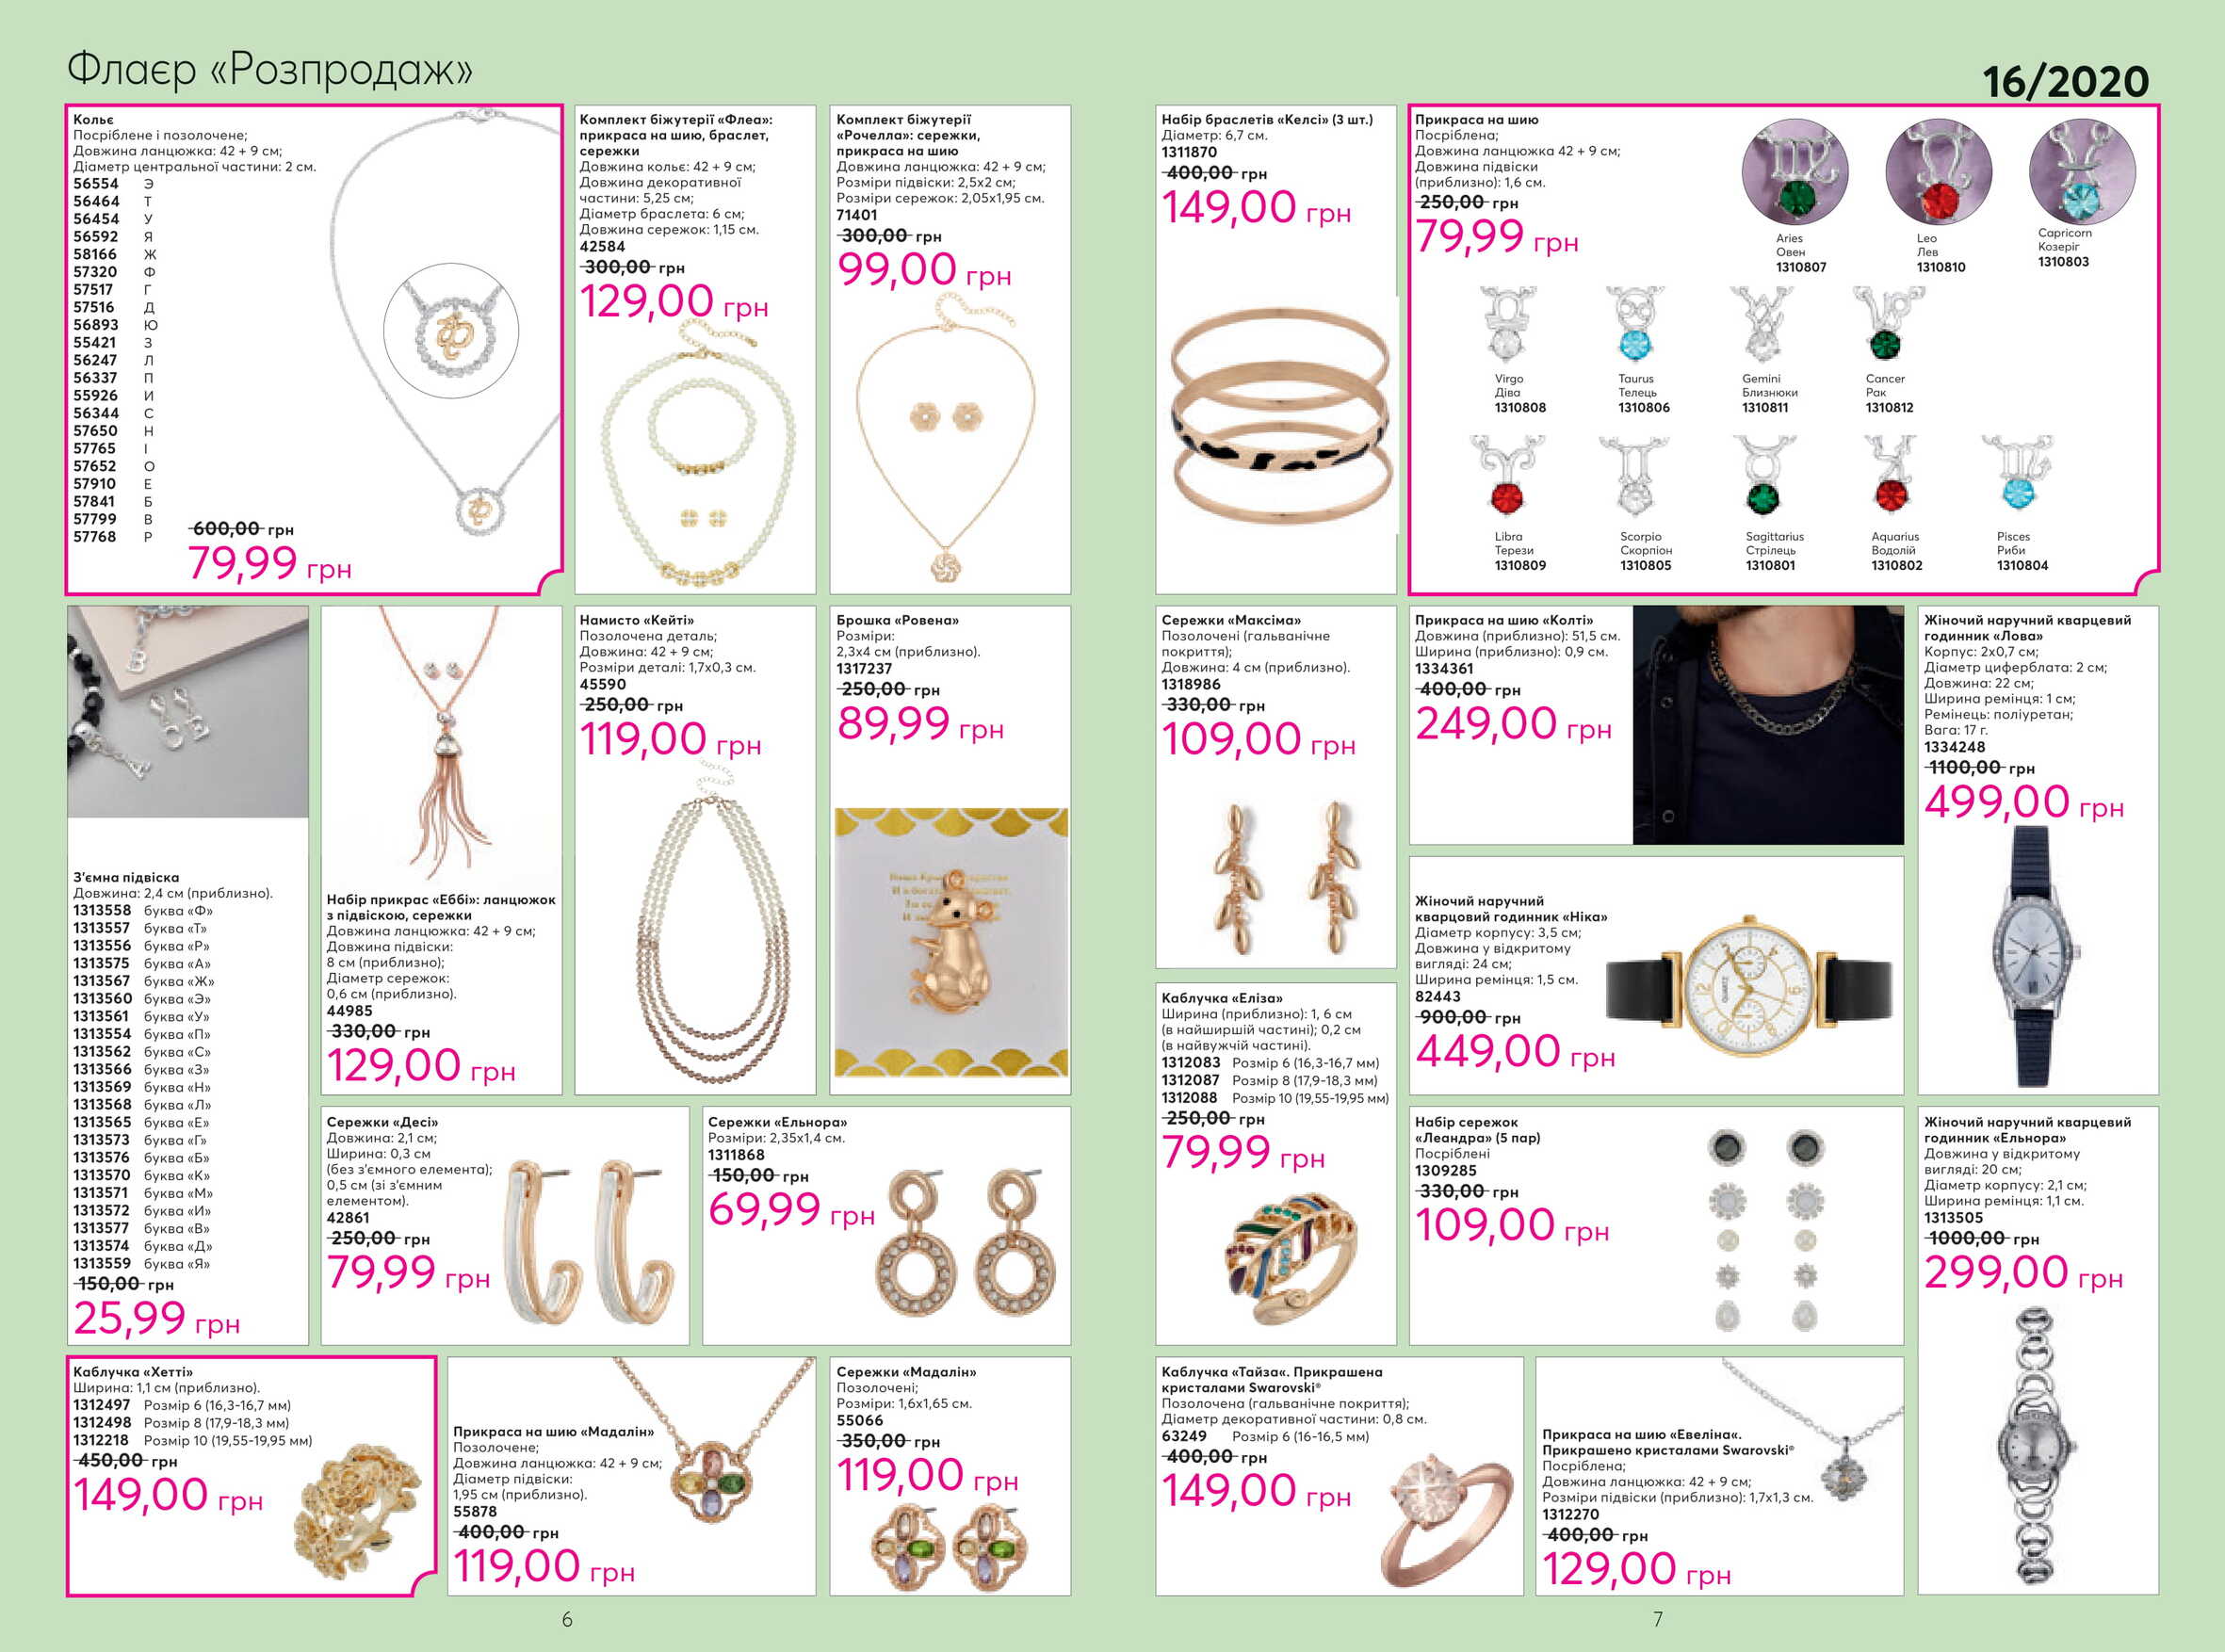 Флаєр «Розпродаж»
16/2020
Кольє
Посріблене і позолочене;
Довжина ланцюжка: 42 + 9 см;
Діаметр центральної частини: 2 см.
56554 Э
56464 Т
56454 У
56592 Я
58166 Ж
57320 Ф
57517 Г
57516 Д
56893 Ю
55421 З
56247 Л
56337 П
55926 И
56344 С
57650 Н
57765 І
57652 О
57910 Е
57841 Б
57799 В
57768 Р
600,00 грн
79,99 грн
Комплект біжутерії «Флеа»:
прикраса на шию, браслет,
сережки
Довжина кольє: 42 + 9 см;
Довжина декоративної
частини: 5,25 см;
Діаметр браслета: 6 см;
Довжина сережок: 1,15 см.
42584
300,00 грн
129,00 грн
Комплект біжутерії
«Рочелла»: сережки,
прикраса на шию
Довжина ланцюжка: 42 + 9 см;
Розміри підвіски: 2,5х2 см;
Розміри сережок: 2,05х1,95 см.
71401
300,00 грн
99,00 грн
Набір браслетів «Келсі» (3 шт.)
Діаметр: 6,7 см.
1311870
400,00 грн
149,00 грн
Прикраса на шию
Посріблена;
Довжина ланцюжка 42 + 9 см;
Довжина підвіски
(приблизно): 1,6 см.
250,00 грн
79,99 грн
Aries
Овен
1310807
Leo
Лев
1310810
Capricorn
Козеріг
1310803
Virgo
Діва
1310808
Taurus
Телець
1310806
Gemini
Близнюки
1310811
Cancer
Рак
1310812
Libra
Терези
1310809
Scorpio
Скорпіон
1310805
Sagittarius
Стрілець
1310801
Aquarius
Водолій
1310802
Pisces
Риби
1310804
B
C
E
A
З'ємна підвіска
Довжина: 2,4 см (приблизно).
1313558 буква «Ф»
1313557 буква «Т»
1313556 буква «Р»
1313575 буква «А»
1313567 буква «Ж»
1313560 буква «Э»
1313561 буква «У»
1313554 буква «П»
1313562 буква «С»
1313566 буква «З»
1313569 буква «Н»
1313568 буква «Л»
1313565 буква «Е»
1313573 буква «Г»
1313576 буква «Б»
1313570 буква «К»
1313571 буква «М»
1313572 буква «И»
1313577 буква «В»
1313574 буква «Д»
1313559 буква «Я»
150,00 грн
25,99 грн
Набір прикрас «Еббі»: ланцюжок
з підвіскою, сережки
Довжина ланцюжка: 42 + 9 см;
Довжина підвіски:
8 см (приблизно);
Діаметр сережок:
0,6 см (приблизно).
44985
330,00 грн
129,00 грн
Намисто «Кейті»
Позолочена деталь;
Довжина: 42 + 9 см;
Розміри деталі: 1,7х0,3 см.
45590
250,00 грн
119,00 грн
Брошка «Ровена»
Розміри:
2,3х4 см (приблизно).
1317237
250,00 грн
89,99 грн
Сережки «Максіма»
Позолочені (гальванічне
покриття);
Довжина: 4 см (приблизно).
1318986
330,00 грн
109,00 грн
Прикраса на шию «Колті»
Довжина (приблизно): 51,5 см.
Ширина (приблизно): 0,9 см.
1334361
400,00 грн
249,00 грн
Жіночий наручний кварцевий
годинник «Лова»
Корпус: 2х0,7 см;
Діаметр циферблата: 2 см;
Довжина: 22 см;
Ширина ремінця: 1 см;
Ремінець: поліуретан;
Вага: 17 г.
1334248
1100,00 грн
499,00 грн
Жіночий наручний
кварцовий годинник «Ніка»
Діаметр корпусу: 3,5 см;
Довжина у відкритому
вигляді: 24 см;
Ширина ремінця: 1,5 см.
82443
900,00 грн
449,00 грн
QUARTZ
Каблучка «Еліза»
Ширина (приблизно): 1, 6 см
(в найширшій частині); 0,2 см
(в найвужчій частині).
1312083 Розмір 6 (16,3-16,7 мм)
1312087 Розмір 8 (17,9-18,3 мм)
1312088 Розмір 10 (19,55-19,95 мм)
250,00 грн
79,99 грн
Сережки «Десі»
Довжина: 2,1 см;
Ширина: 0,3 см
(без з'ємного елемента);
0,5 см (зі з'ємним
елементом).
42861
250,00 грн
79,99 грн
Сережки «Ельнора»
Розміри: 2,35х1,4 см.
1311868
150,00 грн
69,99 грн
Набір сережок
«Леандра» (5 пар)
Посріблені
1309285
330,00 грн
109,00 грн
Жіночий наручний кварцевий
годинник «Ельнора»
Довжина у відкритому
вигляді: 20 см;
Діаметр корпусу: 2,1 см;
Ширина ремінця: 1,1 см.
1313505
1000,00 грн
299,00 грн
Каблучка «Хетті»
Ширина: 1,1 см (приблизно).
1312497 Розмір 6 (16,3-16,7 мм)
1312498 Розмір 8 (17,9-18,3 мм)
1312218 Розмір 10 (19,55-19,95 мм)
450,00 грн
149,00 грн
Прикраса на шию «Мадалін»
Позолочене;
Довжина ланцюжка: 42 + 9 см;
Діаметр підвіски:
1,95 см (приблизно).
55878
400,00 грн
119,00 грн
Сережки «Мадалін»
Позолочені;
Розміри: 1,6х1,65 см.
55066
350,00 грн
119,00 грн
Каблучка «Тайза«. Прикрашена
кристалами Swarovski®
Позолочена (гальванічне покриття);
Діаметр декоративної частини: 0,8 см.
63249 Розмір 6 (16-16,5 мм)
400,00 грн
149,00 грн
Прикраса на шию «Евеліна«.
Прикрашено кристалами Swarovski®
Посріблена;
Довжина ланцюжка: 42 + 9 см;
Розміри підвіски (приблизно): 1,7х1,3 см.
1312270
400,00 грн
129,00 грн
6
7